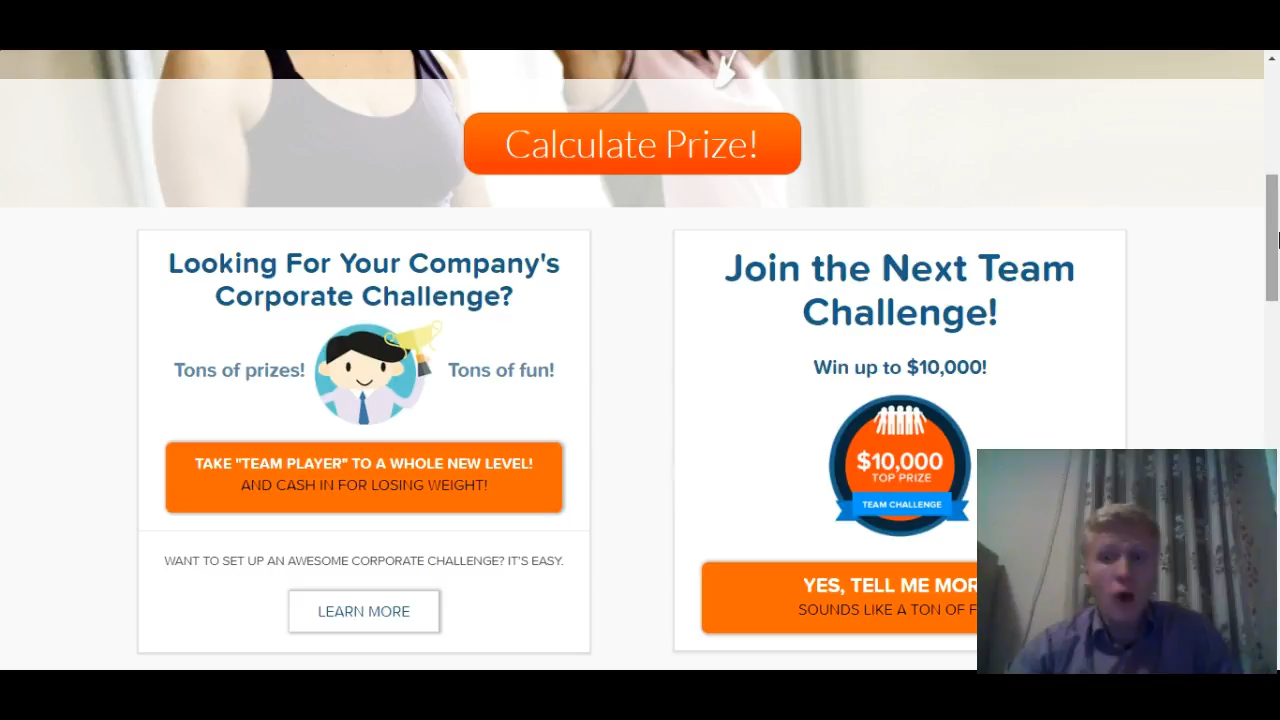 Calculate Prize!
Looking For Your Company's
Corporate Challenge?
Tons of prizes!
Tons of fun!
TAKE "TEAM PLAYER" TO A WHOLE NEW LEVEL!
AND CASH IN FOR LOSING WEIGHT!
WANT TO SET UP AN AWESOME CORPORATE CHALLENGE? IT'S EASY.
LEARN MORE
Join the Next Team
Challenge!
Win up to $10,000!
$10,000
TOP PRIZE
TEAM CHALLENGE
YES, TELL ME MOR
SOUNDS LIKE A TON OF F